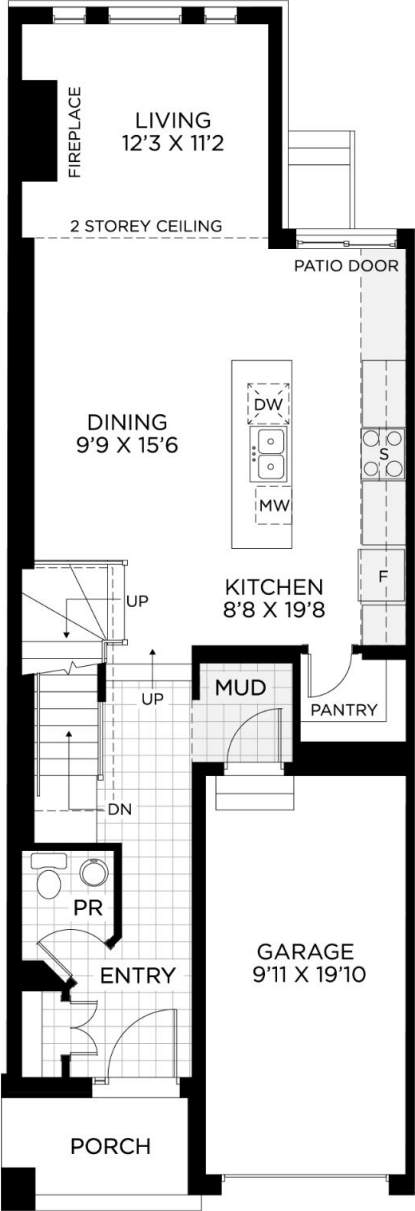 LIVING
12'3 X 11'2
FIREPLACE
2 STOREY CEILING
PATIO DOOR
DW
DINING
9'9 X 15'6
S
MW
F
UP
KITCHEN
8'8 X 19'8
UP
MUD
PANTRY
DN
PR
ENTRY
GARAGE
9'11 X 19'10
PORCH